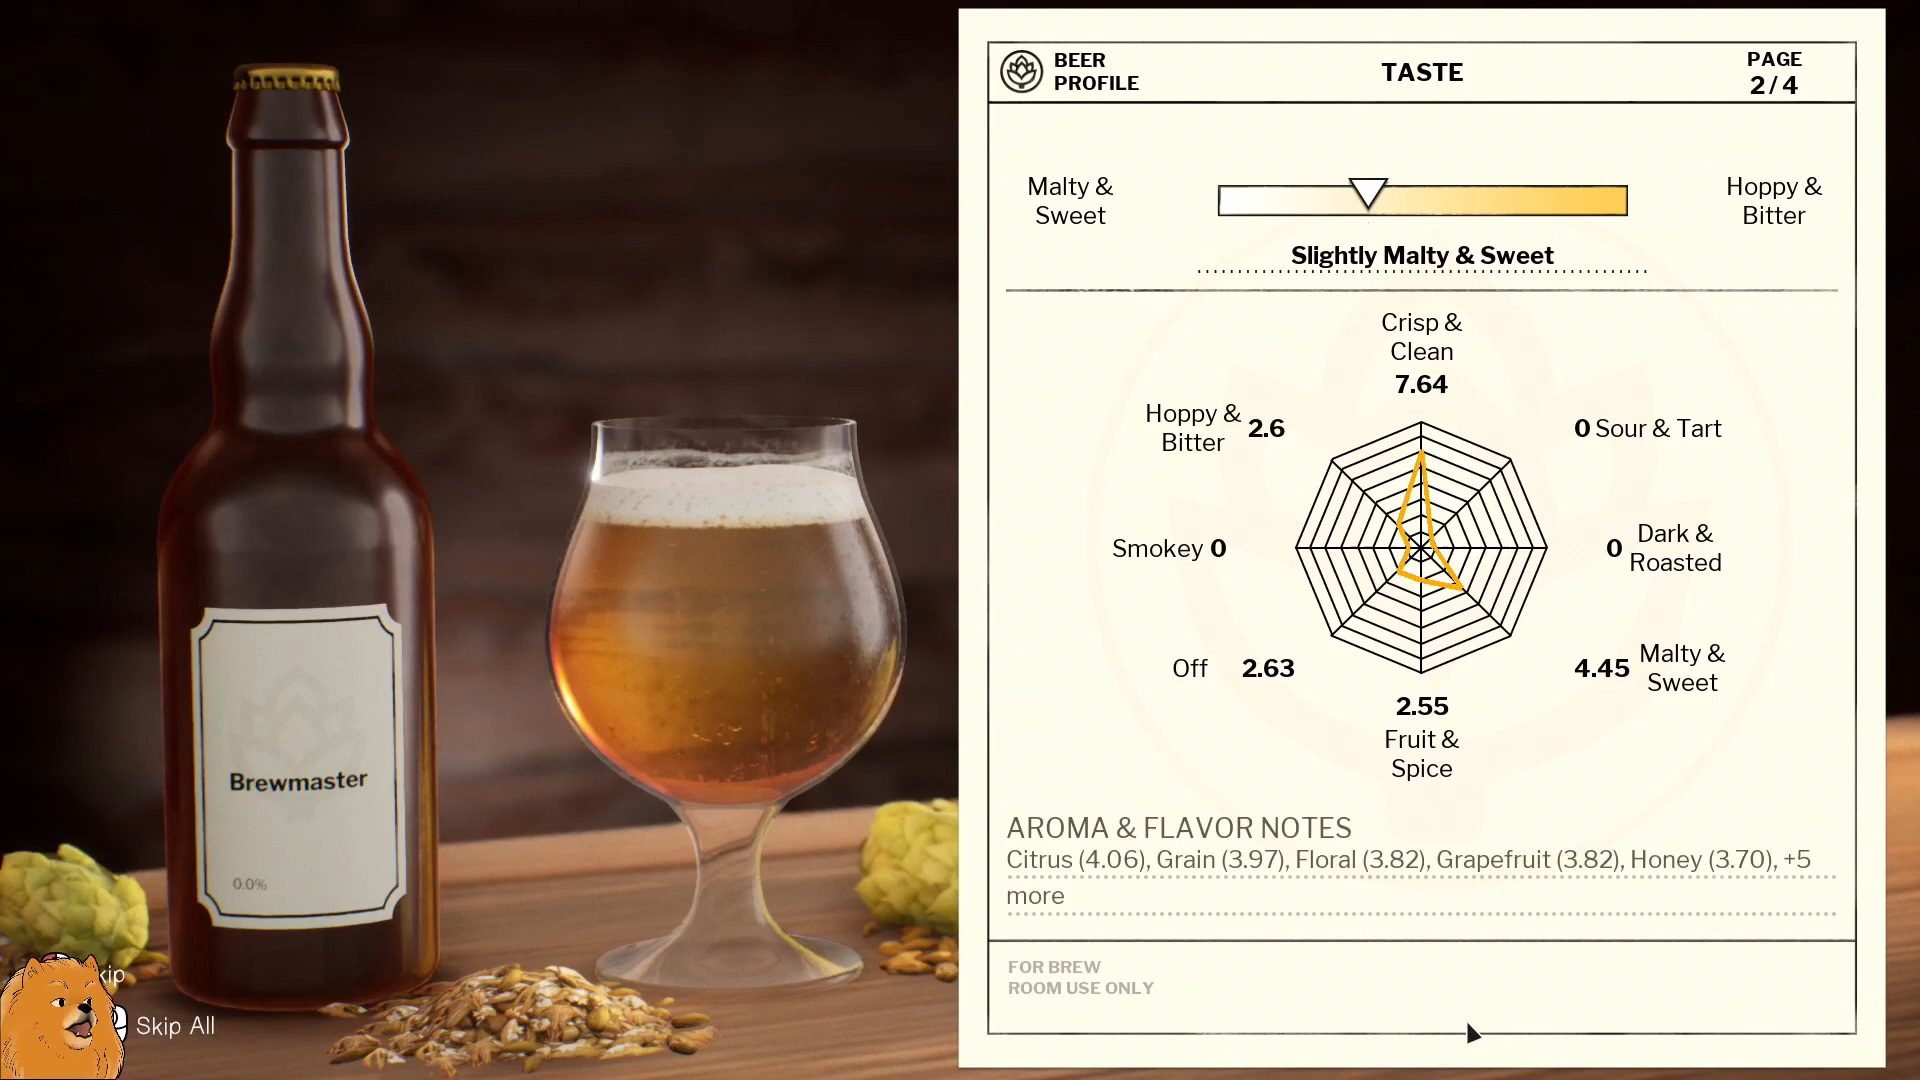 BEER
PROFILE
TASTE
PAGE
2/4
Malty &
Sweet
Hoppy &
Bitter
Slightly Malty & Sweet
Crisp &
Clean
7.64
Hoppy &
Bitter
2.6
0 Sour & Tart
Smokey 0
0 Dark &
Roasted
Off 2.63
4.45 Malty &
Sweet
2.55
Fruit &
Spice
AROMA & FLAVOR NOTES
Citrus (4.06), Grain (3.97), Floral (3.82), Grapefruit (3.82), Honey (3.70), +5
more
FOR BREW
ROOM USE ONLY
Brewmaster
0.0%
Skip All